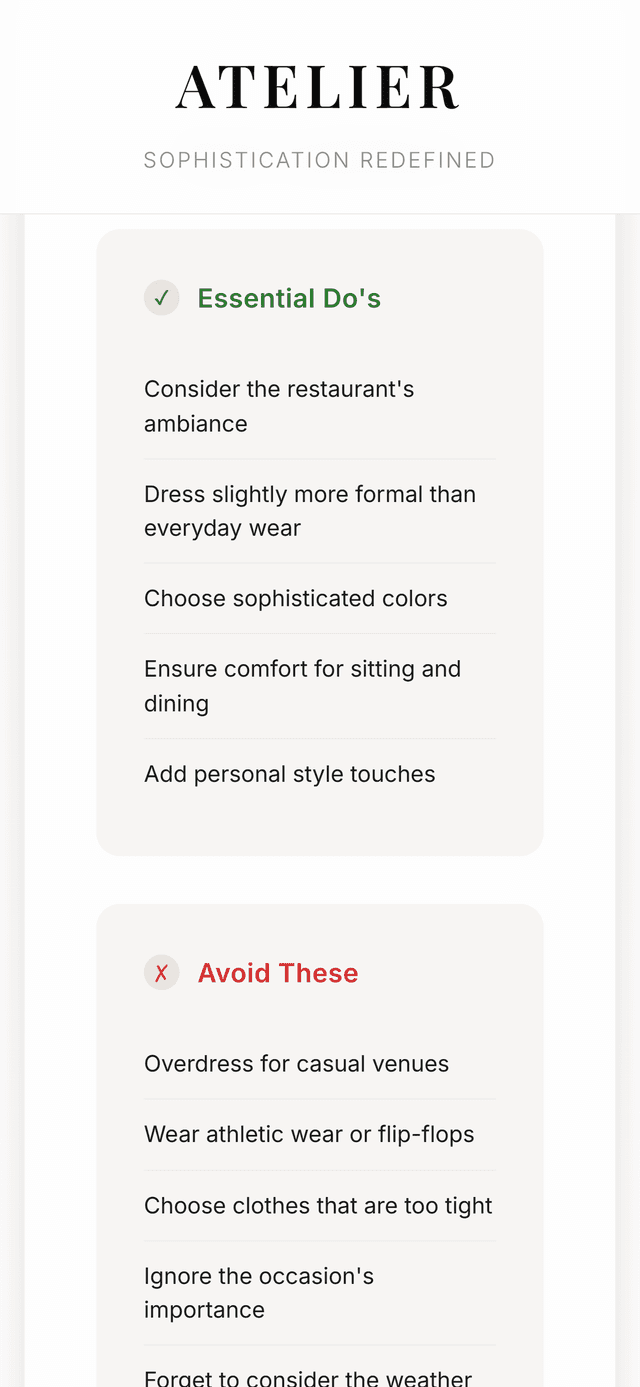 ATELIER
SOPHISTICATION REDEFINED
✓ Essential Do's
Consider the restaurant's
ambiance
Dress slightly more formal than
everyday wear
Choose sophisticated colors
Ensure comfort for sitting and
dining
Add personal style touches
✗ Avoid These
Overdress for casual venues
Wear athletic wear or flip-flops
Choose clothes that are too tight
Ignore the occasion's
importance
Forget to consider the weather